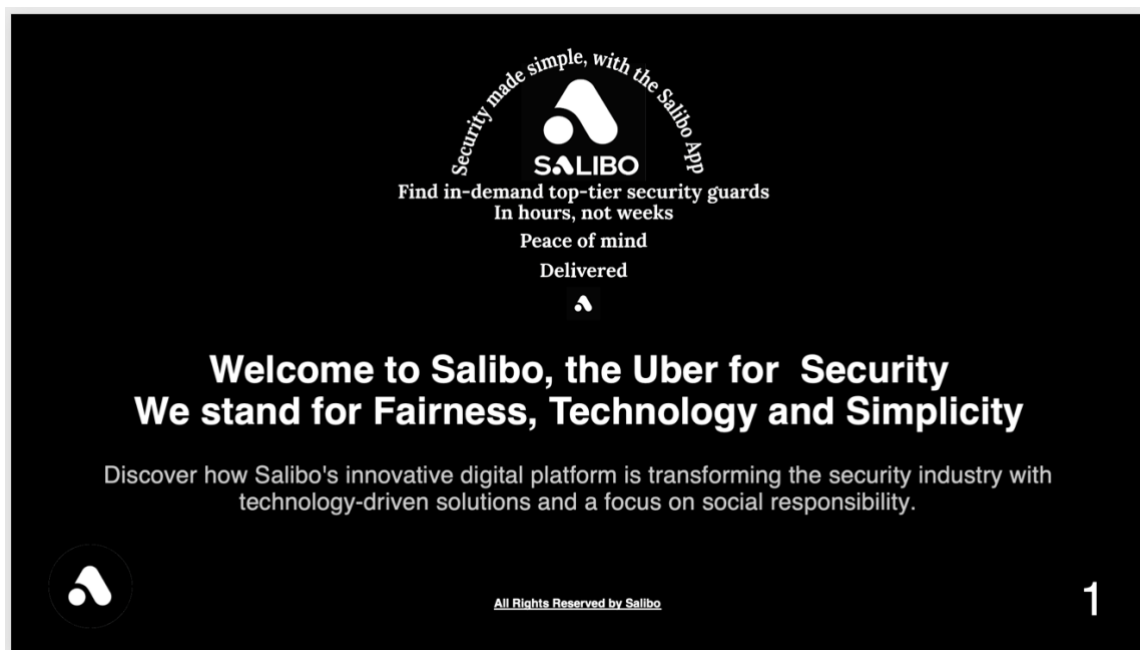 Security made simple, with the Salibo App
SALIBO
Find in-demand top-tier security guards
In hours, not weeks
Peace of mind
Delivered
Welcome to Salibo, the Uber for  Security
We stand for Fairness, Technology and Simplicity
Discover how Salibo's innovative digital platform is transforming the security industry with
technology-driven solutions and a focus on social responsibility.
All Rights Reserved by Salibo
1